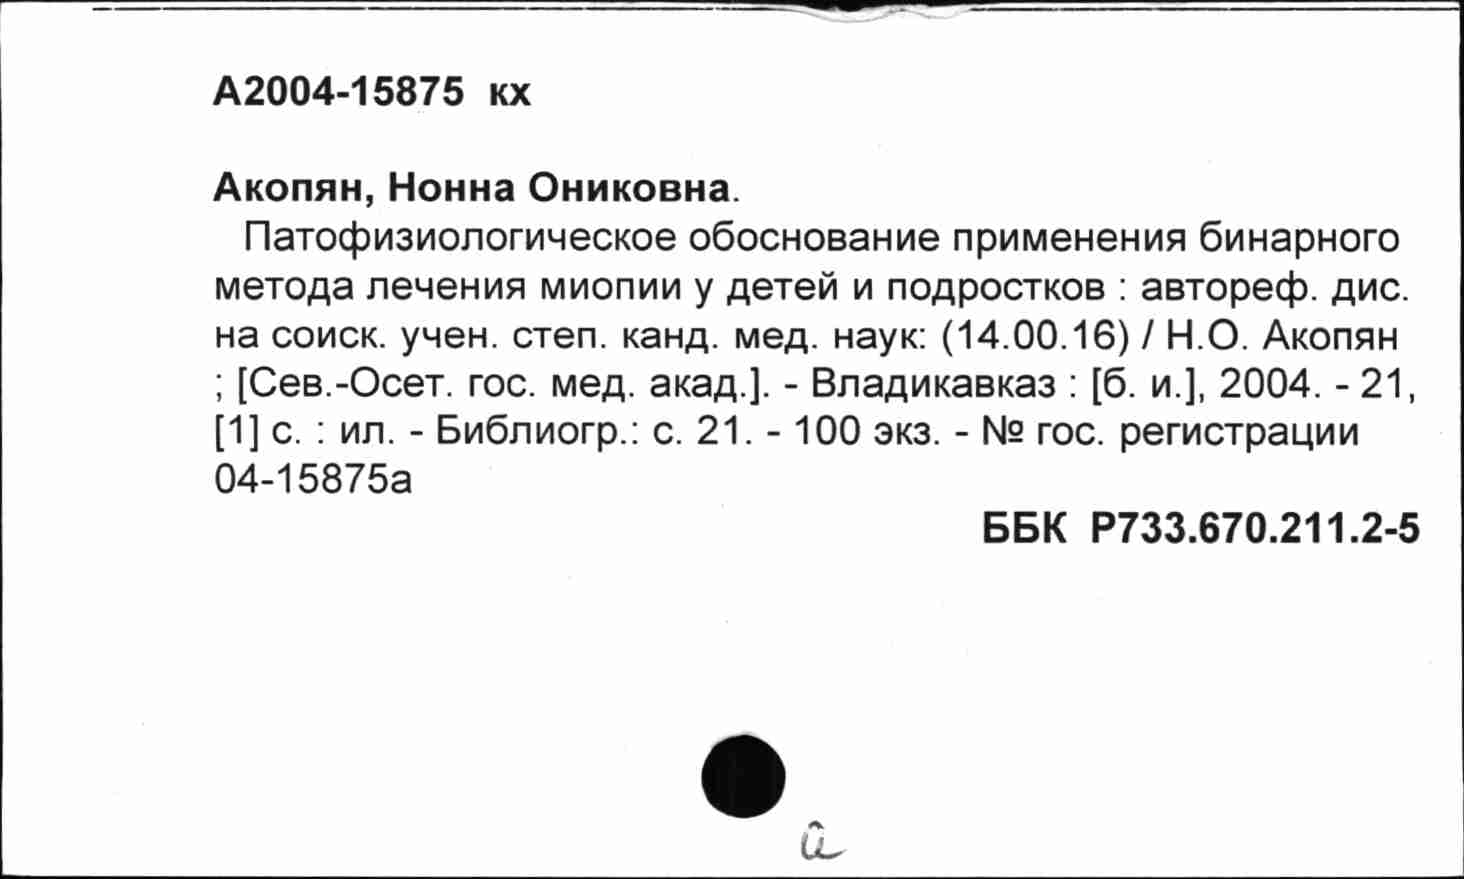 А2004-15875 кх
Акопян, Нонна Ониковна.
Патофизиологическое обоснование применения бинарного
метода лечения миопии у детей и подростков : автореф. дис.
на соиск. учен. степ. канд. мед. наук: (14.00.16) / Н.О. Акопян
; [Сев.-Осет. гос. мед. акад.]. - Владикавказ : [б. и.], 2004. - 21,
[1] с. : ил. - Библиогр.: с. 21. - 100 экз. - № гос. регистрации
04-15875а
ББК Р733.670.211.2-5
а